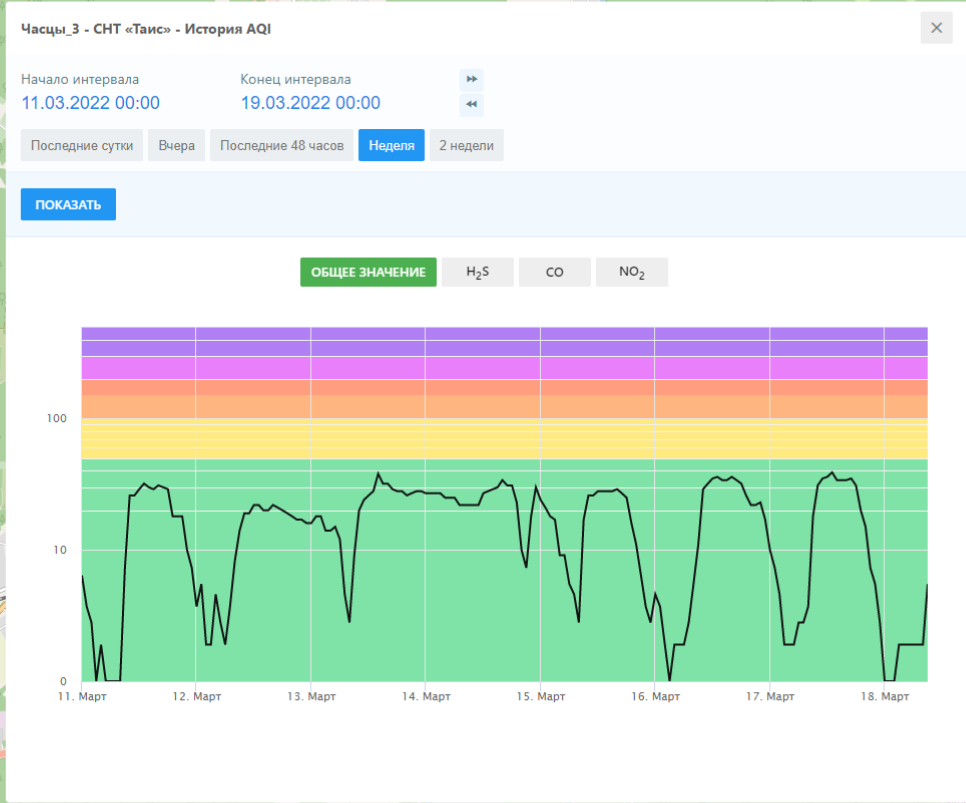 Часцы_3 - СНТ «Таис» - История AQI
Начало интервала Конец интервала
11.03.2022 00:00 19.03.2022 00:00
Последние сутки Вчера Последние 48 часов Неделя 2 недели
ПОКАЗАТЬ
ОБЩЕЕ ЗНАЧЕНИЕ H₂S CO NO₂
100
10
0
11. Март 12. Март 13. Март 14. Март 15. Март 16. Март 17. Март 18. Март